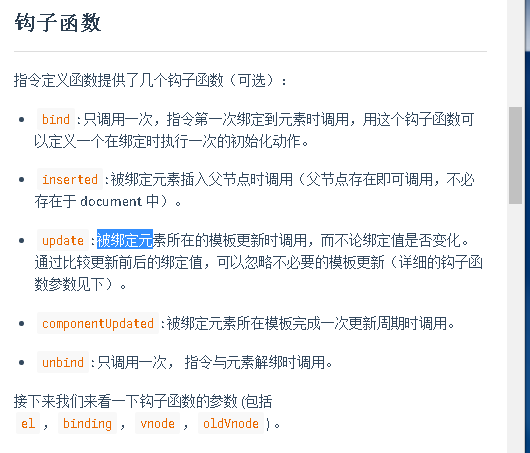 钩子函数
指令定义函数提供了几个钩子函数（可选）：
bind :只调用一次，指令第一次绑定到元素时调用，用这个钩子函数可
以定义一个在绑定时执行一次的初始化动作。
inserted :被绑定元素插入父节点时调用（父节点存在即可调用，不必
存在于 document 中）。
update :被绑定元素所在的模板更新时调用，而不论绑定值是否变化。
通过比较更新前后的绑定值，可以忽略不必要的模板更新（详细的钩子函
数参数见下）。
componentUpdated :被绑定元素所在模板完成一次更新周期时调用。
unbind :只调用一次， 指令与元素解绑时调用。
接下来我们来看一下钩子函数的参数 (包括
el ， binding ， vnode ， oldVnode ) 。